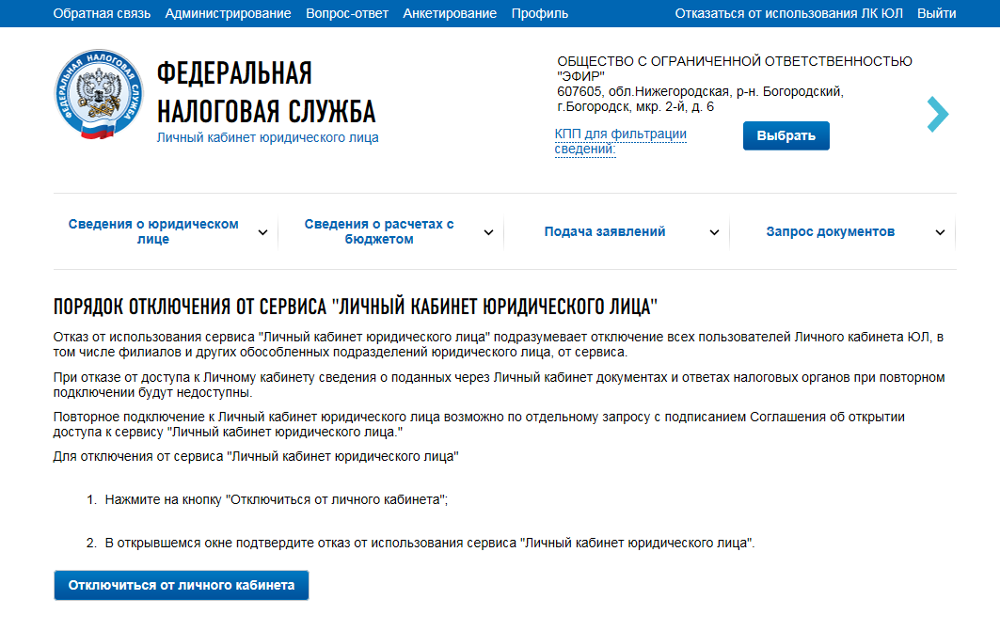 Обратная связь Администрирование Вопрос-ответ Анкетирование Профиль Отказаться от использования ЛК ЮЛ Выйти
ФЕДЕРАЛЬНАЯ НАЛОГОВАЯ СЛУЖБА
ФЕДЕРАЛЬНАЯ
НАЛОГОВАЯ СЛУЖБА
Личный кабинет юридического лица
ОБЩЕСТВО С ОГРАНИЧЕННОЙ ОТВЕТСТВЕННОСТЬЮ
"ЭФИР"
607605, обл.Нижегородская, р-н. Богородский,
г.Богородск, мкр. 2-й, д. 6
КПП для фильтрации
сведений:
Выбрать
Сведения о юридическом
лице
Сведения о расчетах с
бюджетом
Подача заявлений
Запрос документов
ПОРЯДОК ОТКЛЮЧЕНИЯ ОТ СЕРВИСА "ЛИЧНЫЙ КАБИНЕТ ЮРИДИЧЕСКОГО ЛИЦА"
Отказ от использования сервиса "Личный кабинет юридического лица" подразумевает отключение всех пользователей Личного кабинета ЮЛ, в
том числе филиалов и других обособленных подразделений юридического лица, от сервиса.
При отказе от доступа к Личному кабинету сведения о поданных через Личный кабинет документах и ответах налоговых органов при повторном
подключении будут недоступны.
Повторное подключение к Личный кабинет юридического лица возможно по отдельному запросу с подписанием Соглашения об открытии
доступа к сервису "Личный кабинет юридического лица."
Для отключения от сервиса "Личный кабинет юридического лица"
1. Нажмите на кнопку "Отключиться от личного кабинета";
2. В открывшемся окне подтвердите отказ от использования сервиса "Личный кабинет юридического лица".
Отключиться от личного кабинета